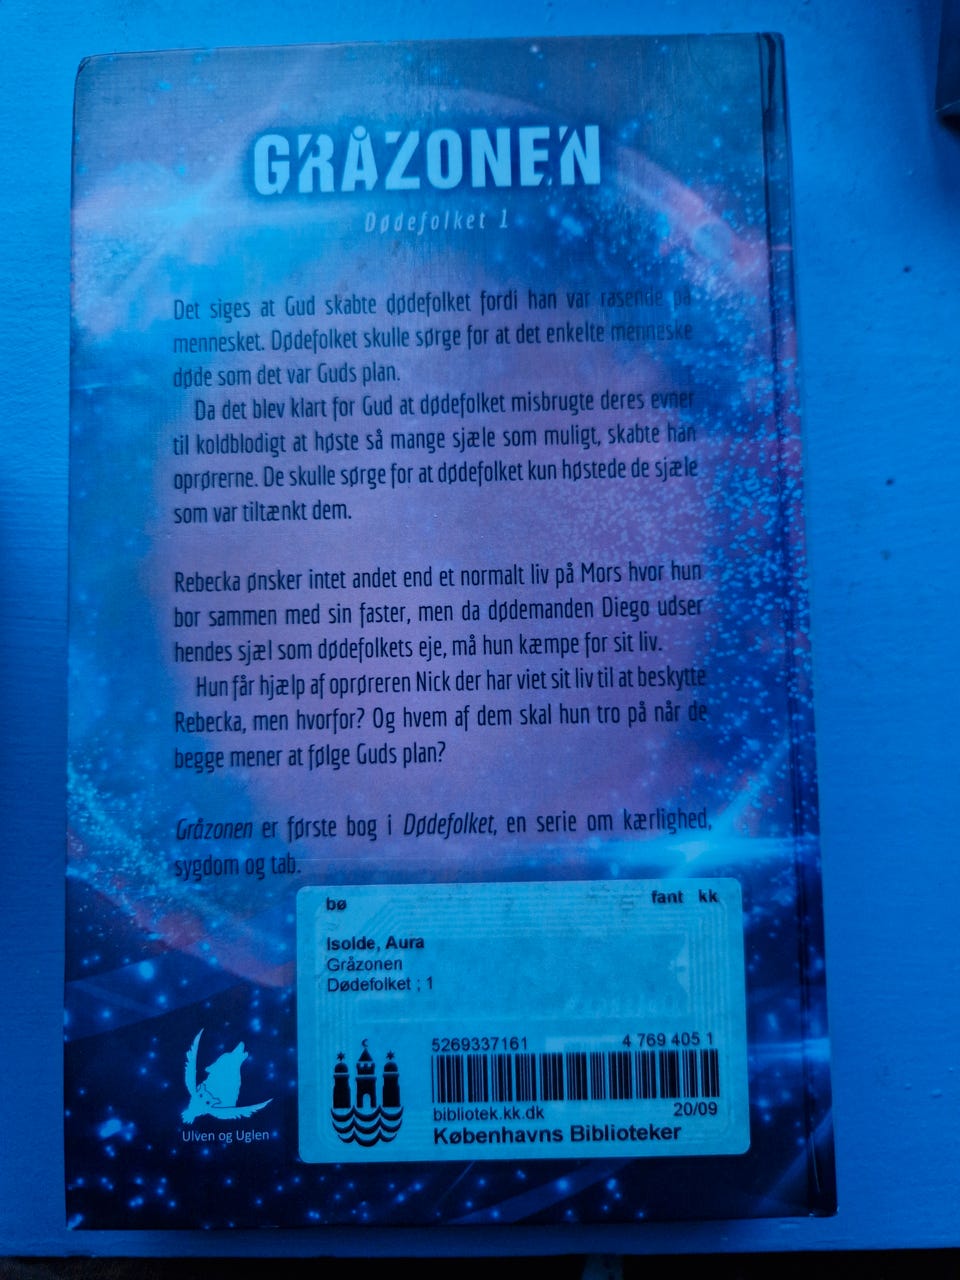 GRÅZONEN
Dødefolket 1
Det siges at Gud skabte dødefolket fordi han var rasende på
mennesket. Dødefolket skulle sørge for at det enkelte menneske
døde som det var Guds plan.
Da det blev klart for Gud at dødefolket misbrugte deres evner
til koldblodigt at høste så mange sjæle som muligt, skabte han
oprørerne. De skulle sørge for at dødefolket kun høstede de sjæle
som var tiltænkt dem.
Rebecka ønsker intet andet end et normalt liv på Mors hvor hun
bor sammen med sin faster, men da dødemanden Diego udser
hendes sjæl som dødefolkets eje, må hun kæmpe for sit liv.
Hun får hjælp af oprøreren Nick der har viet sit liv til at beskytte
Rebecka, men hvorfor? Og hvem af dem skal hun tro på når de
begge mener at følge Guds plan?
Gråzonen er første bog i Dødefolket, en serie om kærlighed,
sygdom og tab.
bø fant kk
Isolde, Aura
Gråzonen
Dødefolket ; 1
5269337161 4 769 405 1
bibliotek.kk.dk 20/09
Københavns Biblioteker
Ulven og Uglen